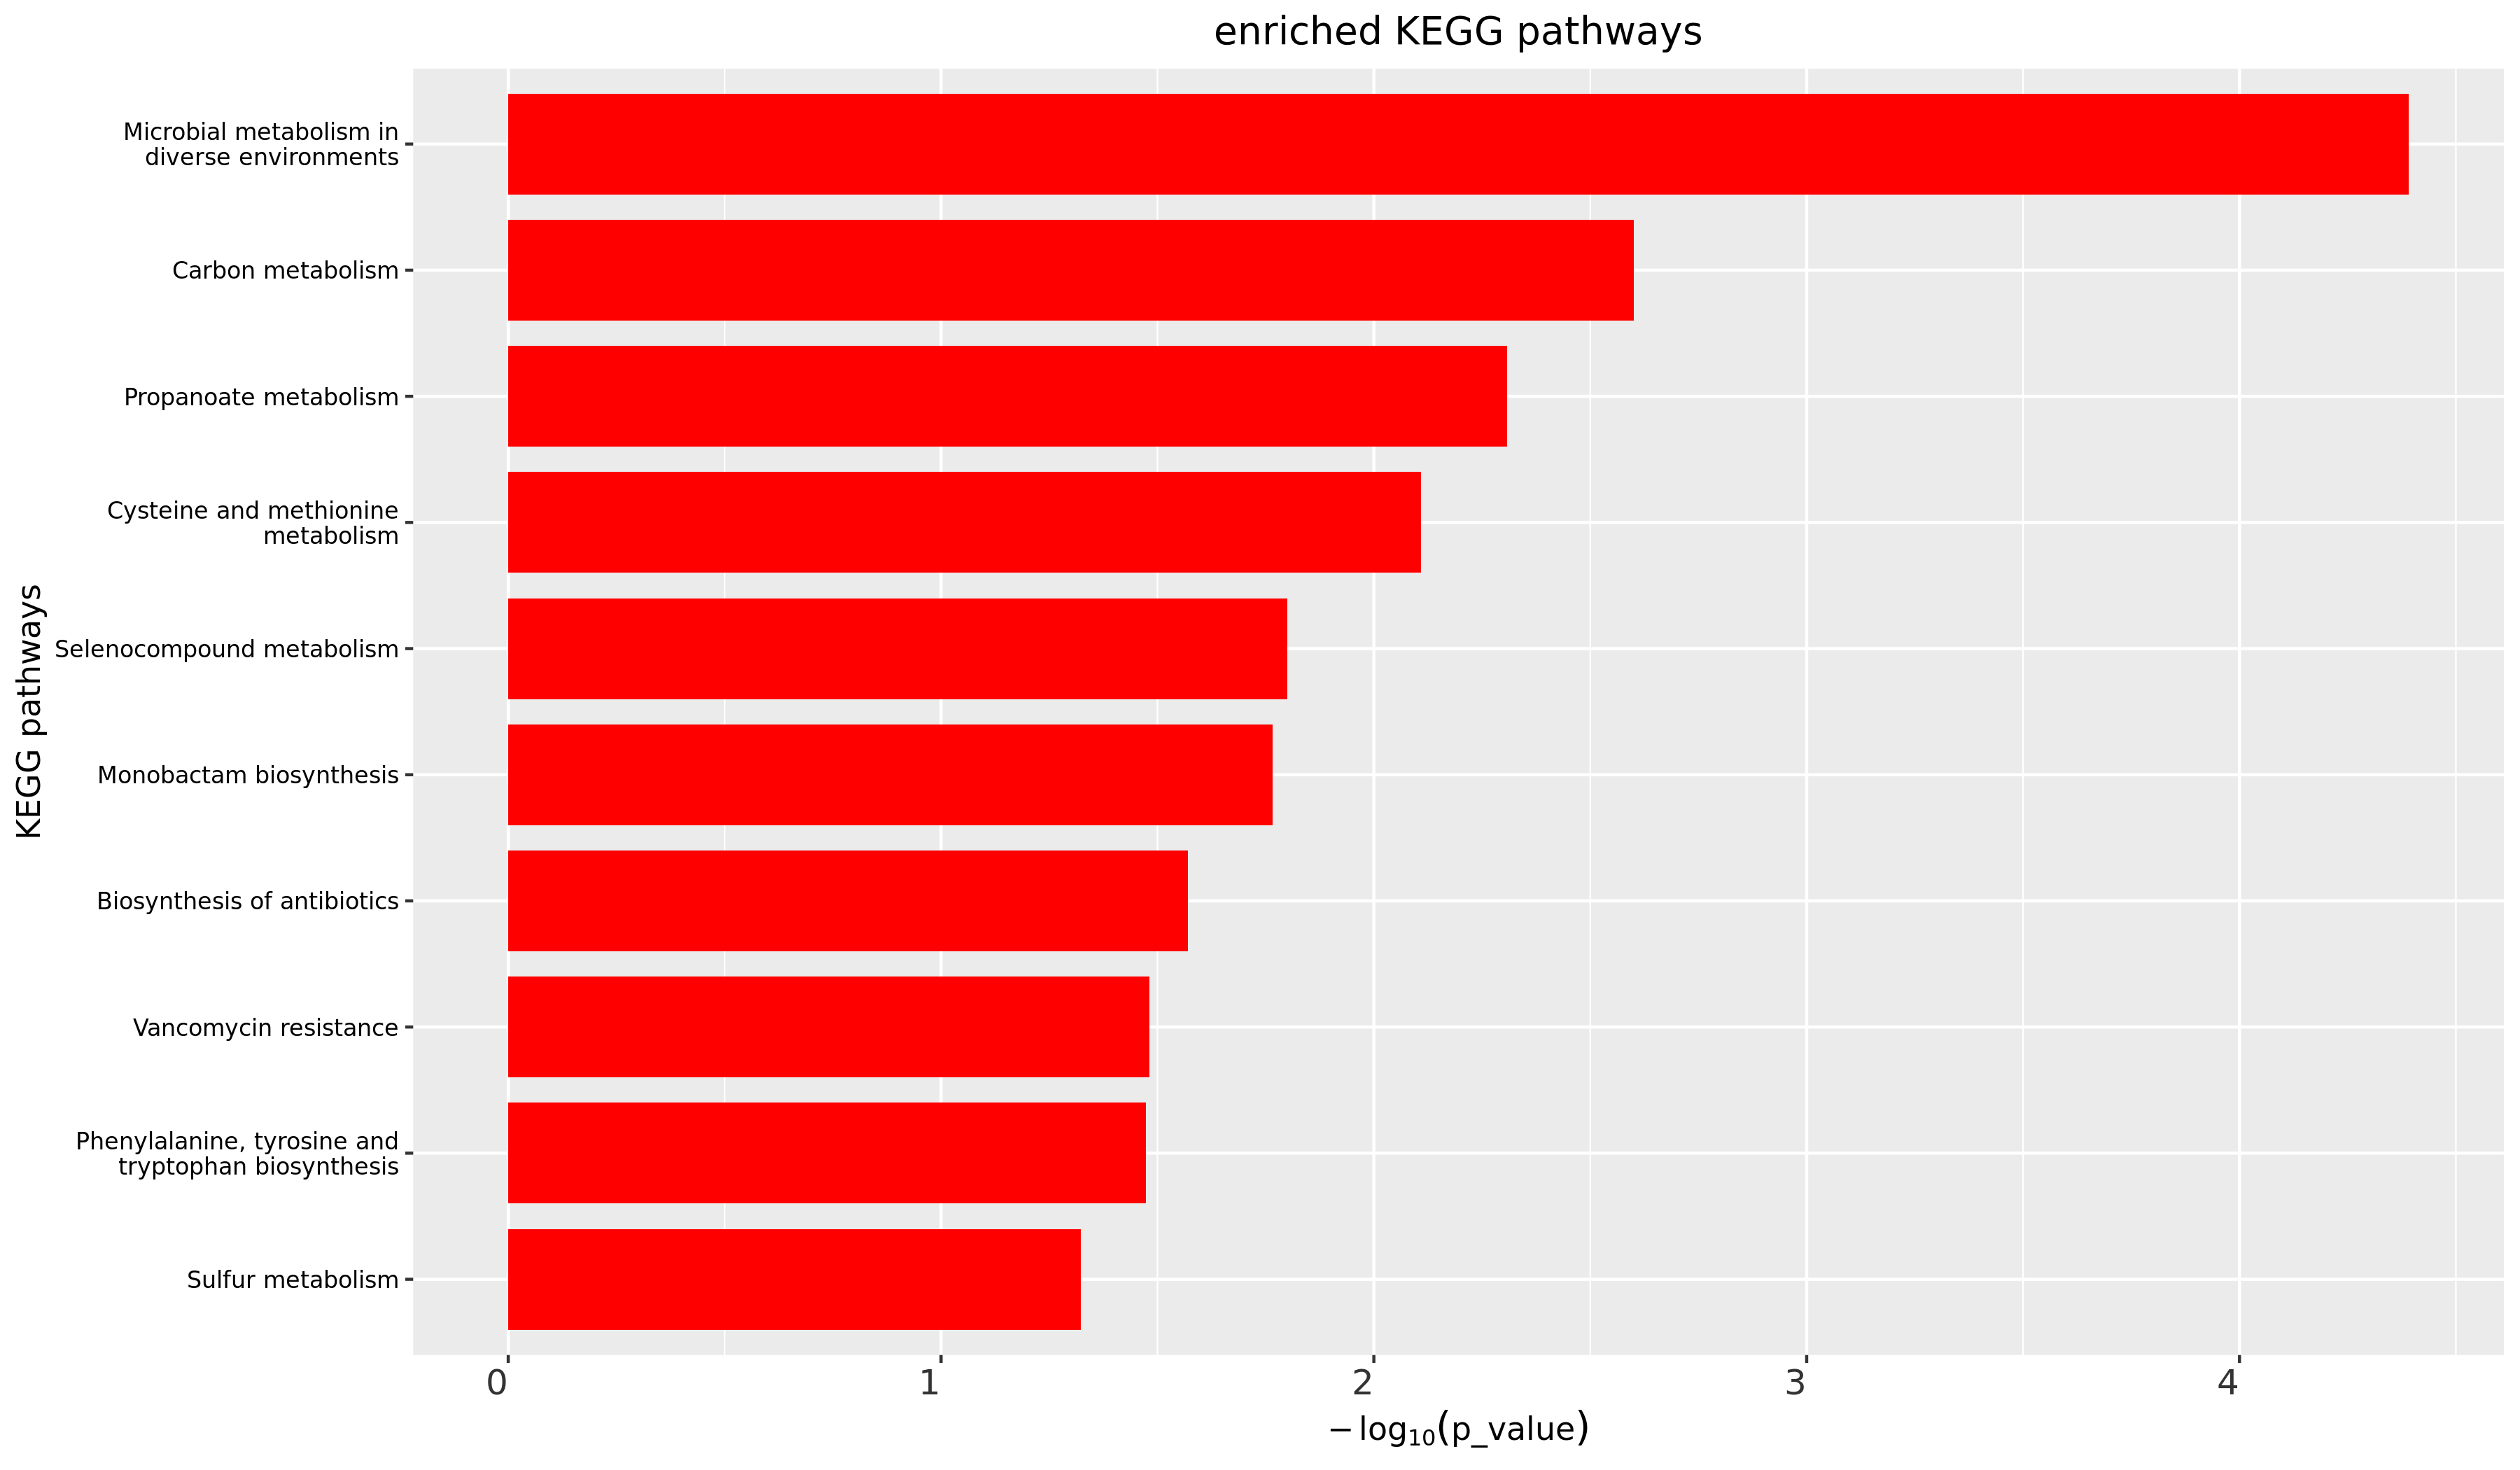 enriched KEGG pathways
KEGG pathways
Microbial metabolism in
diverse environments
Carbon metabolism
Propanoate metabolism
Cysteine and methionine
metabolism
Selenocompound metabolism
Monobactam biosynthesis
Biosynthesis of antibiotics
Vancomycin resistance
Phenylalanine, tyrosine and
tryptophan biosynthesis
Sulfur metabolism
0 1 2 3 4
−log₁₀(p_value)